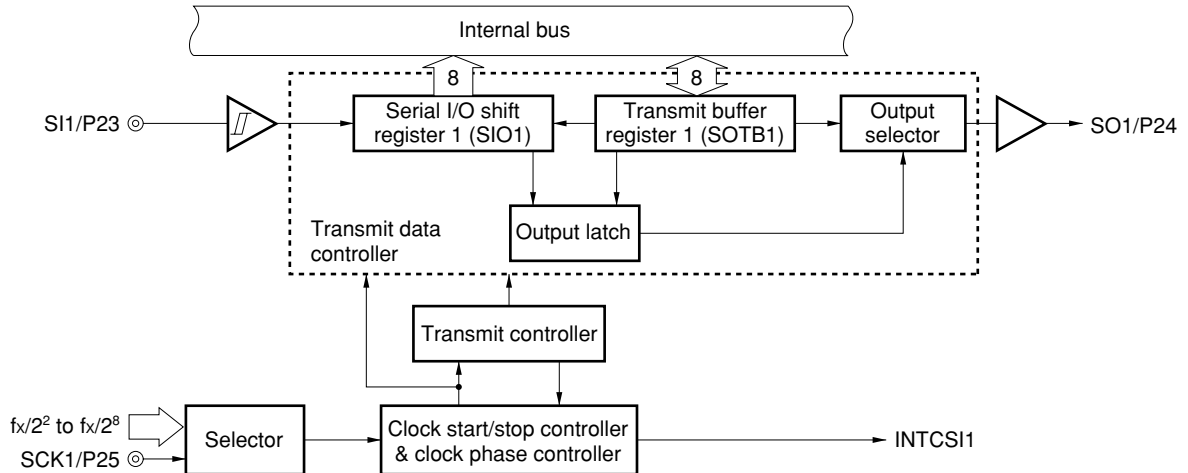 Internal bus
8
8
SI1/P23
Serial I/O shift
register 1 (SIO1)
Transmit buffer
register 1 (SOTB1)
Output
selector
SO1/P24
Transmit data
controller
Output latch
Transmit controller
fx/2² to fx/2⁸
SCK1/P25
Selector
Clock start/stop controller
& clock phase controller
INTCSI1